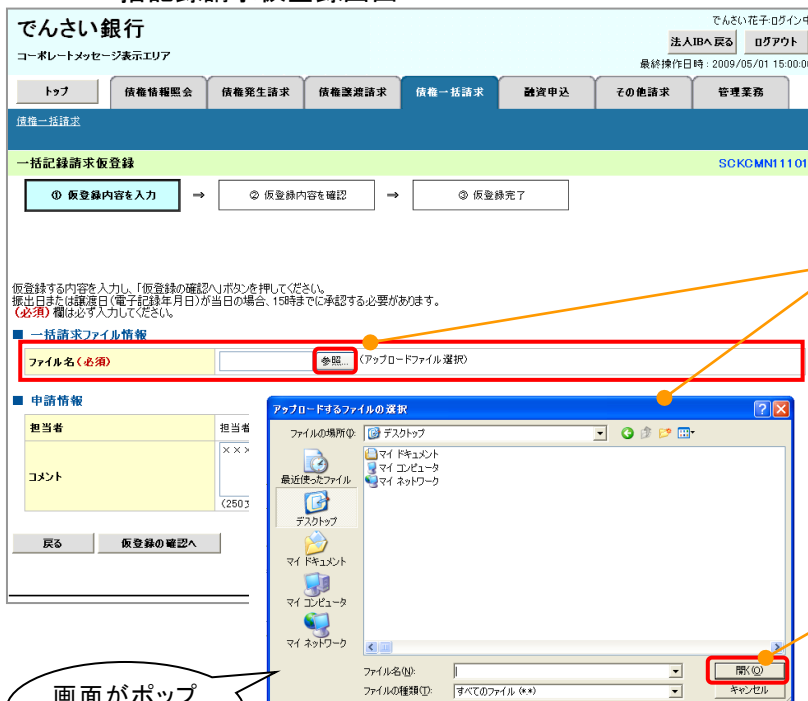 でんさい銀行
コーポレートメッセージ表示エリア
でんさい花子:ログイン中
法人IBへ戻る
ログアウト
最終操作日時:2009/05/01 15:00:00
トップ
債権情報照会
債権発生請求
債権譲渡請求
債権一括請求
融資申込
その他請求
管理業務
債権一括請求
一括記録請求仮登録
SCKCMN11101
① 仮登録内容を入力
⇒
② 仮登録内容を確認
⇒
③ 仮登録完了
仮登録する内容を入力し、「仮登録の確認へ」ボタンを押してください。
振出日または譲渡日(電子記録年月日)が当日の場合、15時までに承認する必要があります。
(必須)欄は必ず入力してください。
■ 一括請求ファイル情報
ファイル名(必須)
参照...
(アップロードファイル選択)
■ 申請情報
担当者
担当者
コメント
×××
(250文
戻る
仮登録の確認へ
アップロードするファイルの選択
ファイルの場所(I):
デスクトップ
マイ ドキュメント
マイ コンピュータ
マイ ネットワーク
最近使ったファイル
デスクトップ
マイ ドキュメント
マイ コンピュータ
マイ ネットワーク
ファイル名(N):
開く(O)
ファイルの種類(T):
すべてのファイル (*.*)
キャンセル
画面がポップ